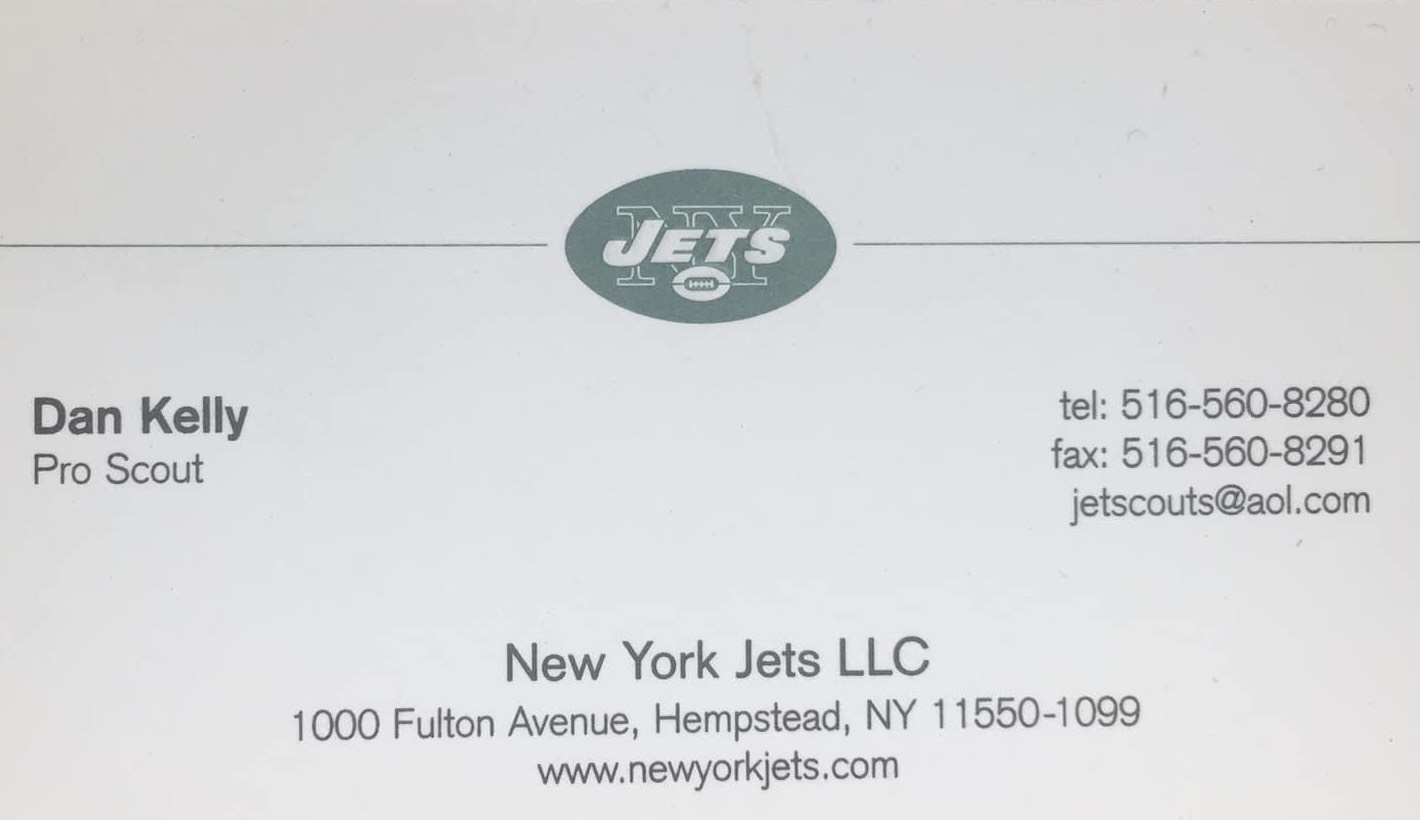 NY
JETS
Dan Kelly
Pro Scout
tel: 516-560-8280
fax: 516-560-8291
jetscouts@aol.com
New York Jets LLC
1000 Fulton Avenue, Hempstead, NY 11550-1099
www.newyorkjets.com